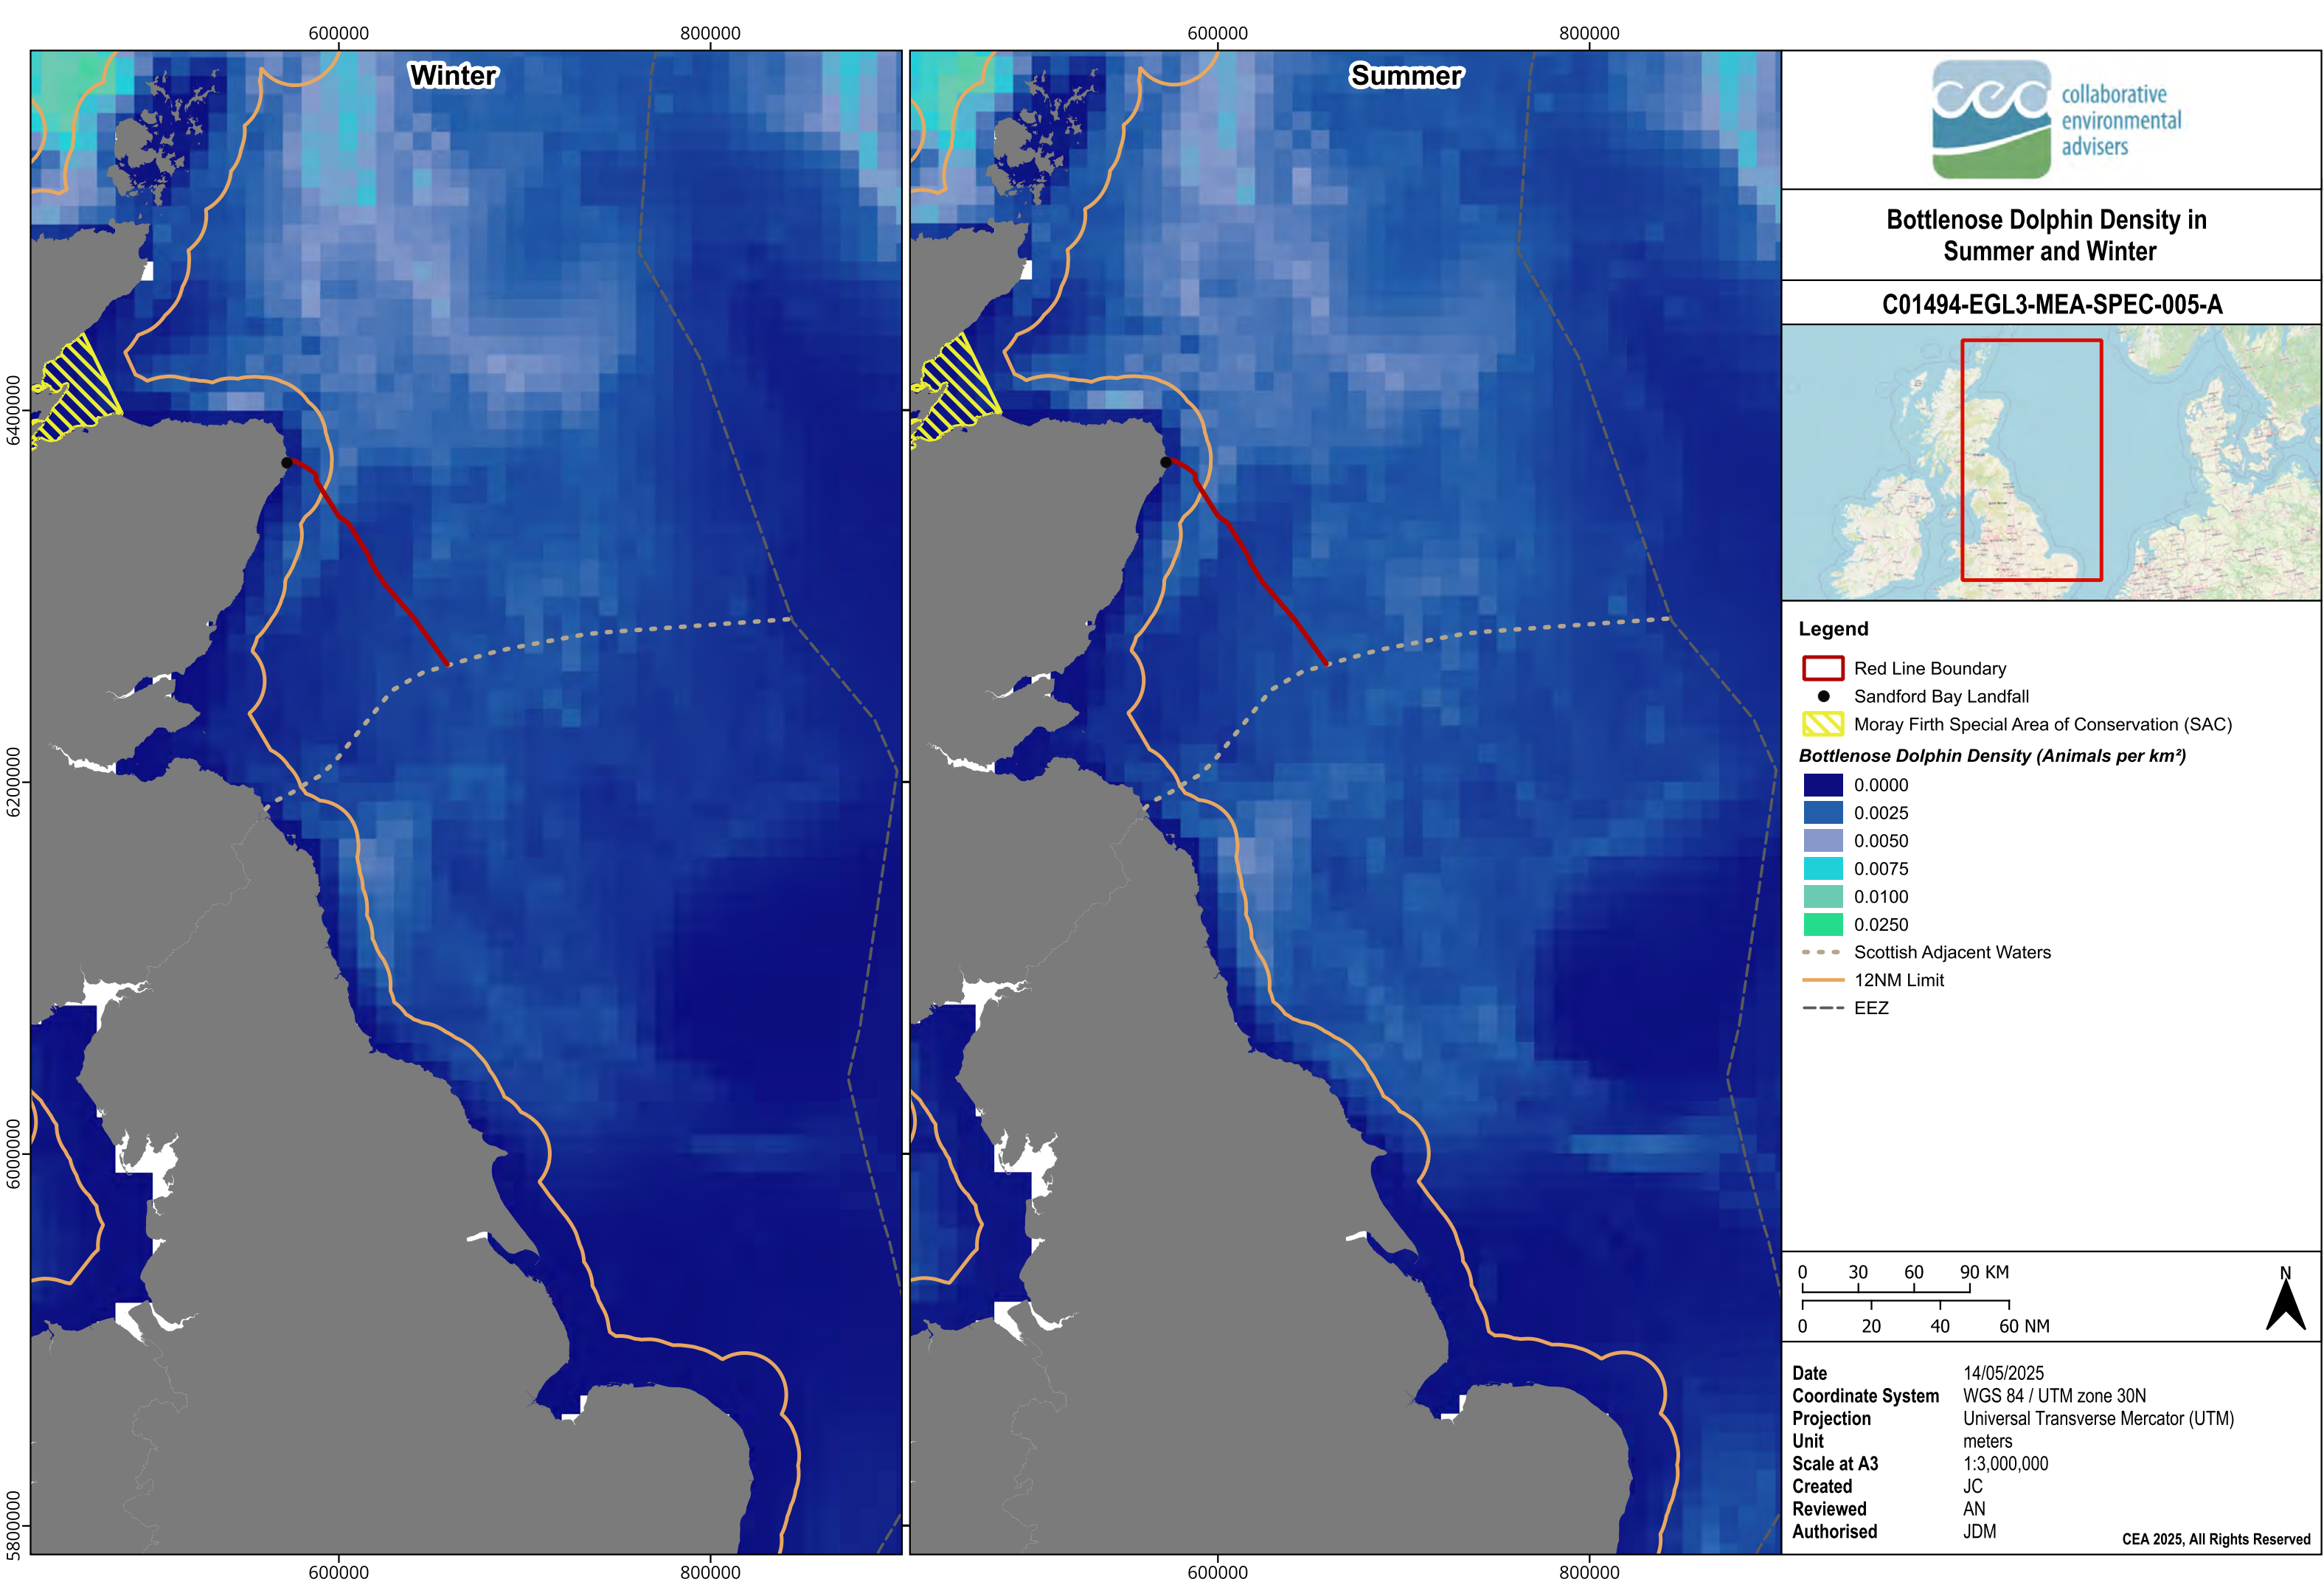 600000
800000
600000
800000
Winter
Summer
6400000
6200000
6000000
5800000
600000
800000
600000
800000
cea
collaborative
environmental
advisers
Bottlenose Dolphin Density in
Summer and Winter
C01494-EGL3-MEA-SPEC-005-A
Legend
Red Line Boundary
Sandford Bay Landfall
Moray Firth Special Area of Conservation (SAC)
Bottlenose Dolphin Density (Animals per km²)
0.0000
0.0025
0.0050
0.0075
0.0100
0.0250
Scottish Adjacent Waters
12NM Limit
EEZ
0 30 60 90 KM
0 20 40 60 NM
N
Date 14/05/2025
Coordinate System WGS 84 / UTM zone 30N
Projection Universal Transverse Mercator (UTM)
Unit meters
Scale at A3 1:3,000,000
Created JC
Reviewed AN
Authorised JDM
CEA 2025, All Rights Reserved